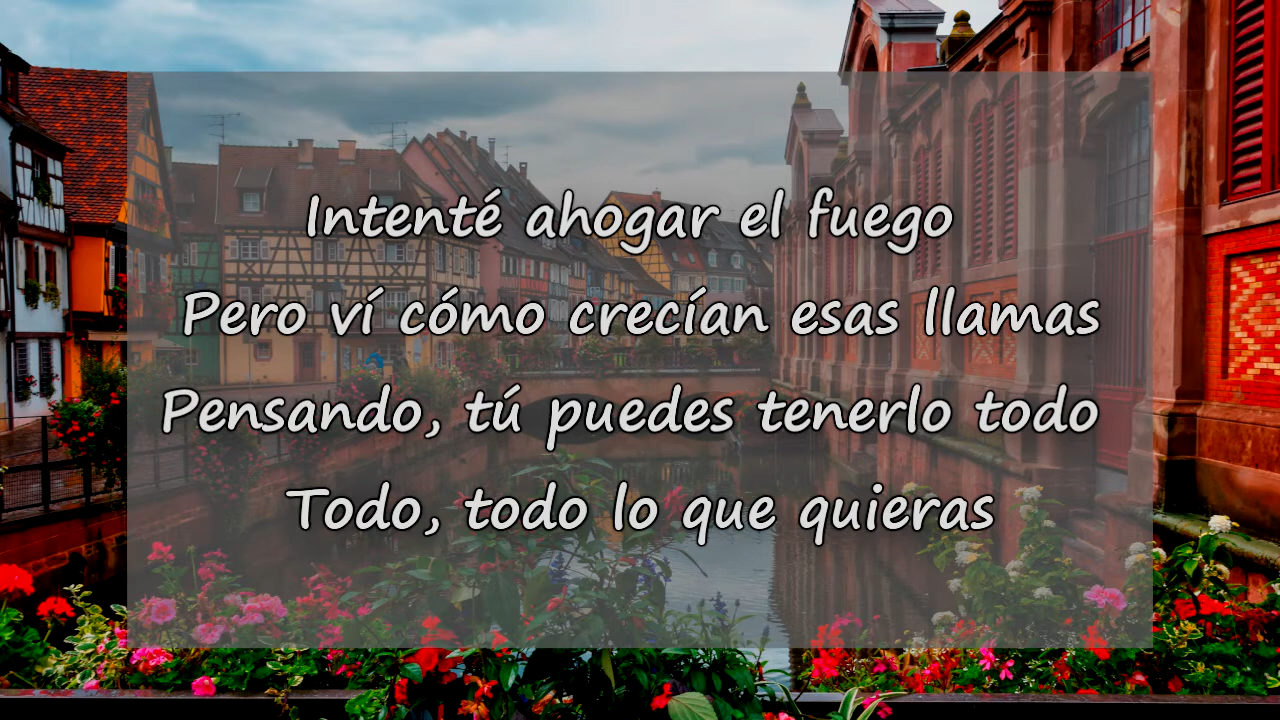 Intenté ahogar el fuego
Pero ví cómo crecían esas llamas
Pensando, tú puedes tenerlo todo
Todo, todo lo que quieras